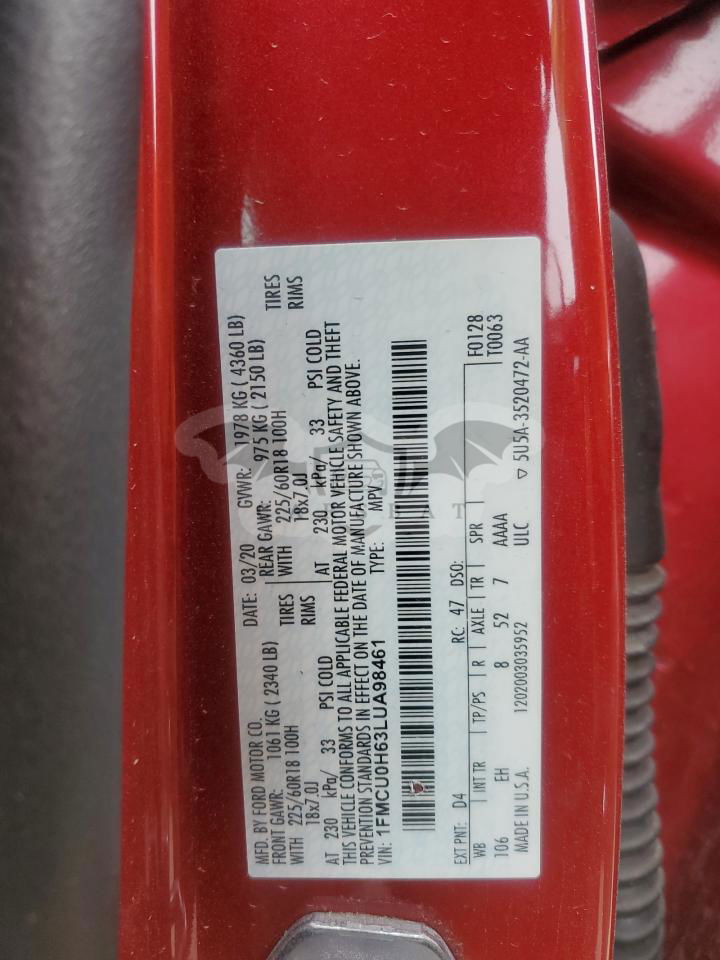 MFD. BY FORD MOTOR CO.
DATE: 03/20 GVWR: 1978 KG ( 4360 LB)
FRONT GAWR: 1061 KG ( 2340 LB) REAR GAWR: 975 KG ( 2150 LB)
WITH 225/60R18 100H TIRES WITH 225/60R18 100H TIRES
18x7.0J RIMS 18x7.0J RIMS
AT 230 kPa/ 33 PSI COLD AT 230 kPa/ 33 PSI COLD
THIS VEHICLE CONFORMS TO ALL APPLICABLE FEDERAL MOTOR VEHICLE SAFETY AND THEFT
PREVENTION STANDARDS IN EFFECT ON THE DATE OF MANUFACTURE SHOWN ABOVE.
VIN: 1FMCU0H63LUA98461 TYPE: MPV
EXT PNT: D4 RC: 47 DSO: F0128
WB INT TR TP/PS R AXLE TR SPR T0063
106 EH 8 52 7 AAAA
MADE IN U.S.A. 1202003035952 ULC ▽ 5U5A-3520472-AA